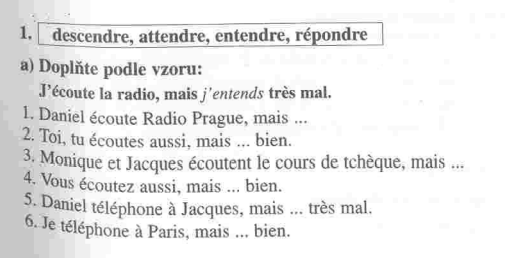 1. descendre, attendre, entendre, répondre
a) Doplňte podle vzoru:
J'écoute la radio, mais j'entends très mal.
1. Daniel écoute Radio Prague, mais ...
2. Toi, tu écoutes aussi, mais ... bien.
3. Monique et Jacques écoutent le cours de tchèque, mais ...
4. Vous écoutez aussi, mais ... bien.
5. Daniel téléphone à Jacques, mais ... très mal.
6. Je téléphone à Paris, mais ... bien.